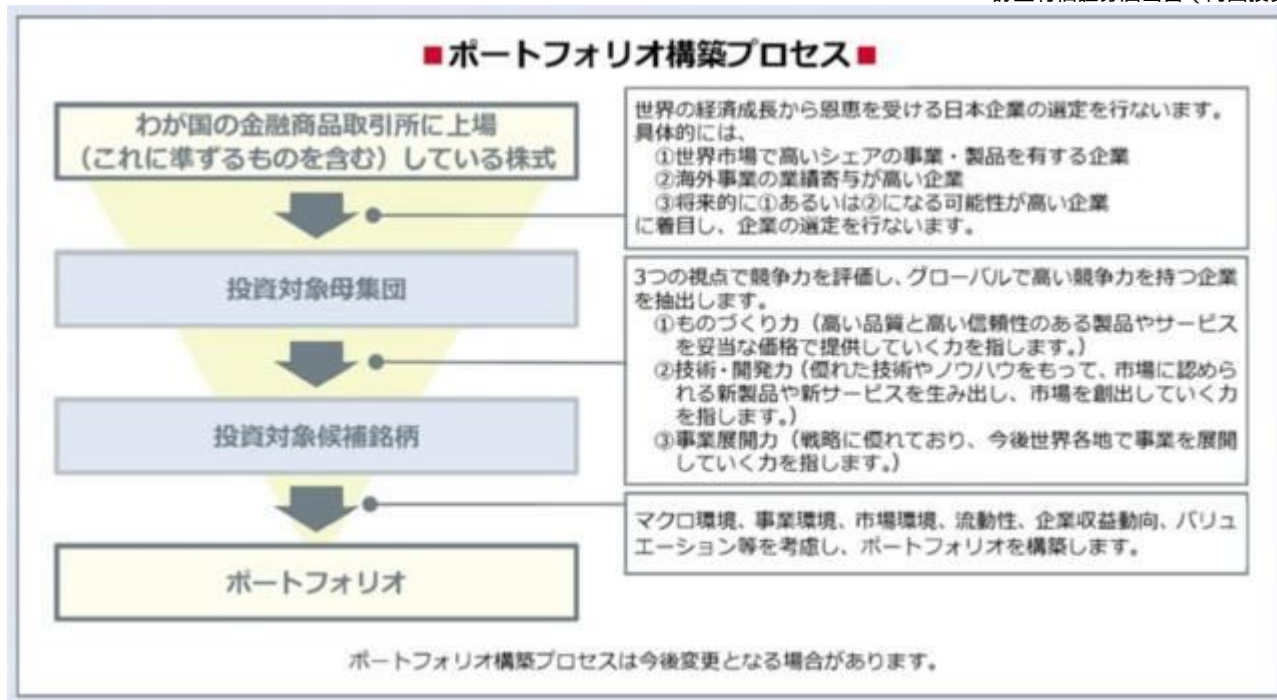 ■ポートフォリオ構築プロセス■
わが国の金融商品取引所に上場
（これに準ずるものを含む）している株式
世界の経済成長から恩恵を受ける日本企業の選定を行ないます。
具体的には、
①世界市場で高いシェアの事業・製品を有する企業
②海外事業の業績寄与が高い企業
③将来的に①あるいは②になる可能性が高い企業
に着目し、企業の選定を行ないます。
投資対象母集団
3つの視点で競争力を評価し、グローバルで高い競争力を持つ企業
を抽出します。
①ものづくり力（高い品質と高い信頼性のある製品やサービス
を妥当な価格で提供していく力を指します。）
②技術・開発力（優れた技術やノウハウをもって、市場に認めら
れる新製品や新サービスを生み出し、市場を創出していく力
を指します。）
③事業展開力（戦略に優れており、今後世界各地で事業を展開
していく力を指します。）
投資対象候補銘柄
マクロ環境、事業環境、市場環境、流動性、企業収益動向、バリュ
エーション等を考慮し、ポートフォリオを構築します。
ポートフォリオ
ポートフォリオ構築プロセスは今後変更となる場合があります。